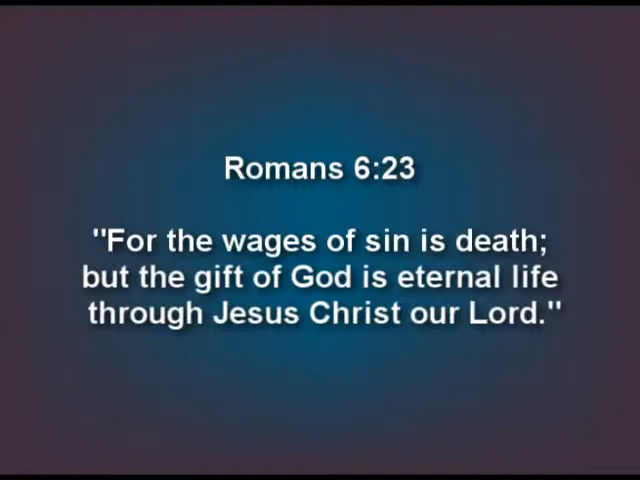 Romans 6:23
"For the wages of sin is death;
but the gift of God is eternal life
through Jesus Christ our Lord."